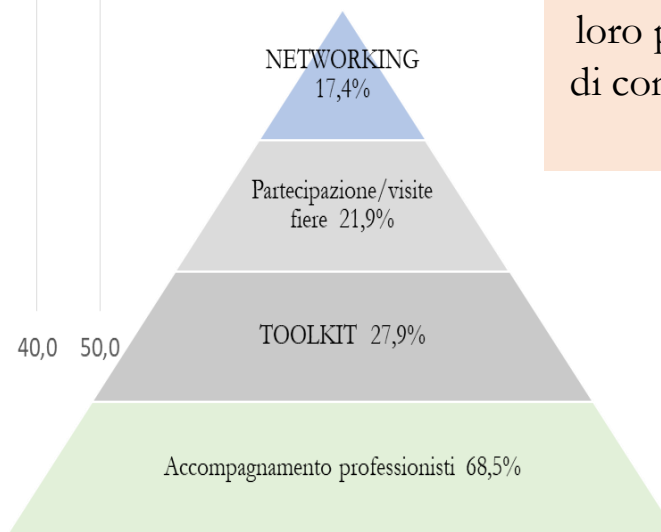 loro
di
NETWORKING
17,4%
Partecipazione/visite
fiere 21,9%
TOOLKIT 27,9%
40,0 50,0
Accompagnamento professionisti 68,5%